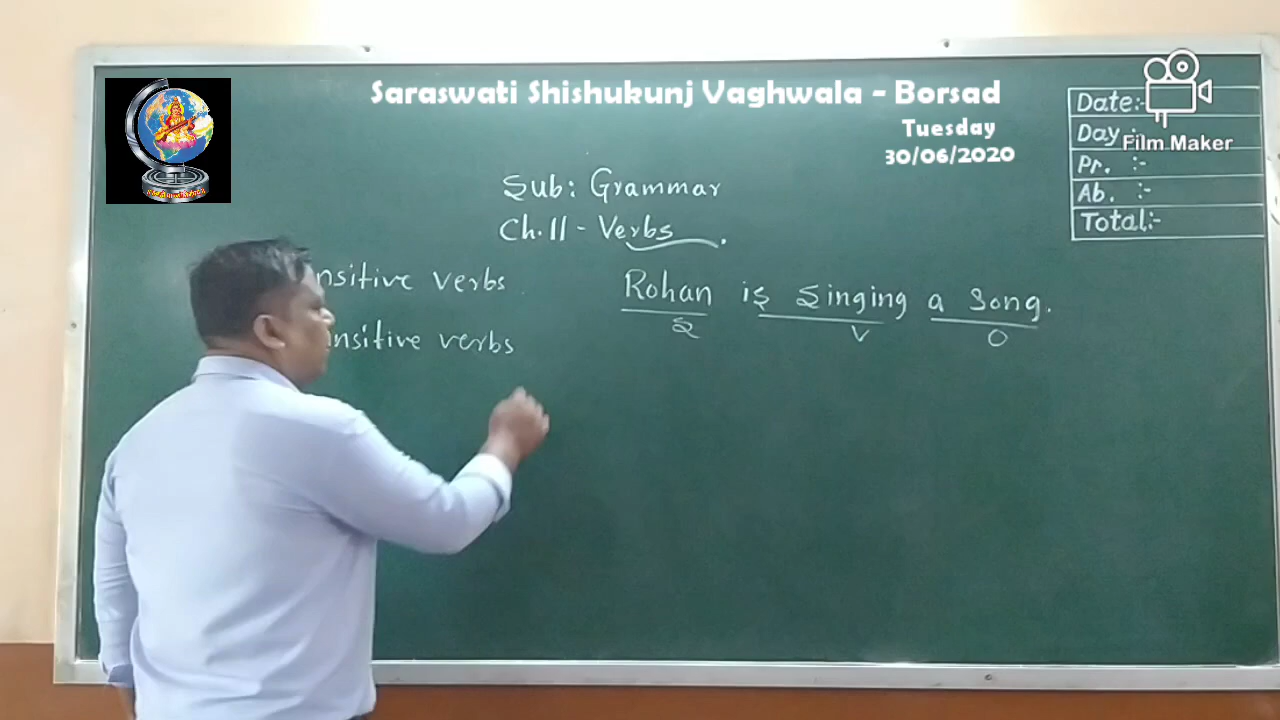 Saraswati Shishukunj Vaghwala - Borsad
Tuesday
30/06/2020
Date:-
Day :-
Pr. :-
Ab. :-
Total:-
Film Maker
Sub: Grammar
Ch. 11 - Verbs.
nsitive verbs
nsitive verbs
Rohan is singing a song.
S V O